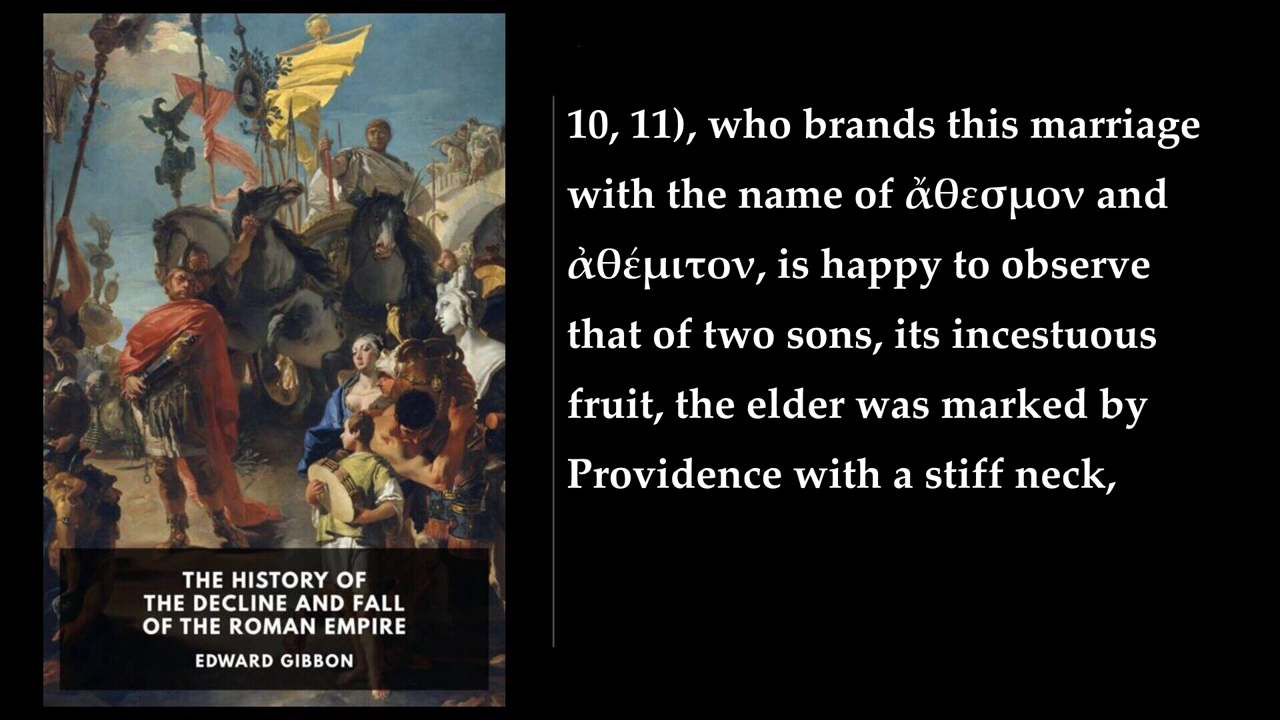 THE HISTORY OF
THE DECLINE AND FALL
OF THE ROMAN EMPIRE
EDWARD GIBBON
10, 11), who brands this marriage
with the name of ἄθεσμον and
ἀθέμιτον, is happy to observe
that of two sons, its incestuous
fruit, the elder was marked by
Providence with a stiff neck,